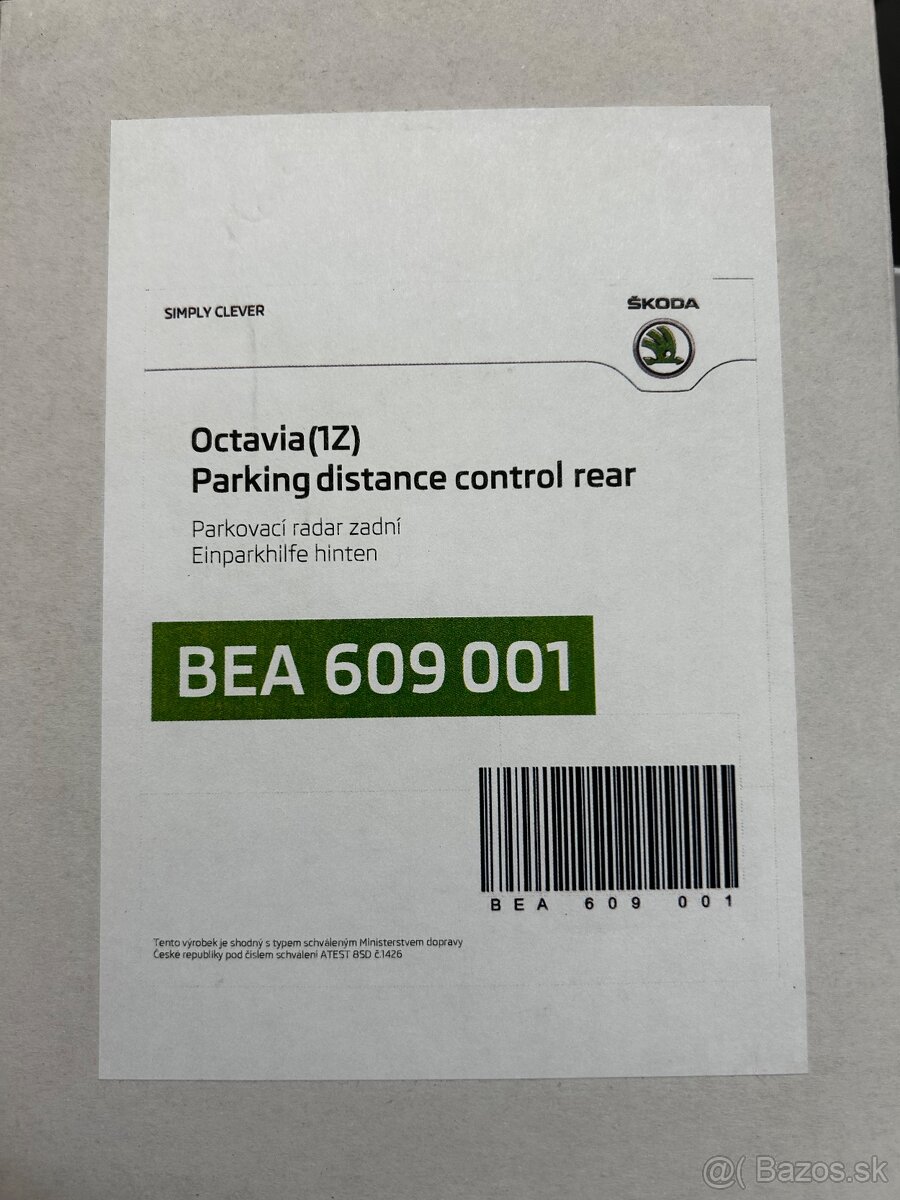 SIMPLY CLEVER
ŠKODA
Octavia(1Z)
Parking distance control rear
Parkovací radar zadní
Einparkhilfe hinten
BEA 609 001
BEA 609 001
Tento výrobek je shodný s typem schváleným Ministerstvem dopravy
České republiky pod číslem schválení ATEST 8SD č.1426
@( Bazos.sk